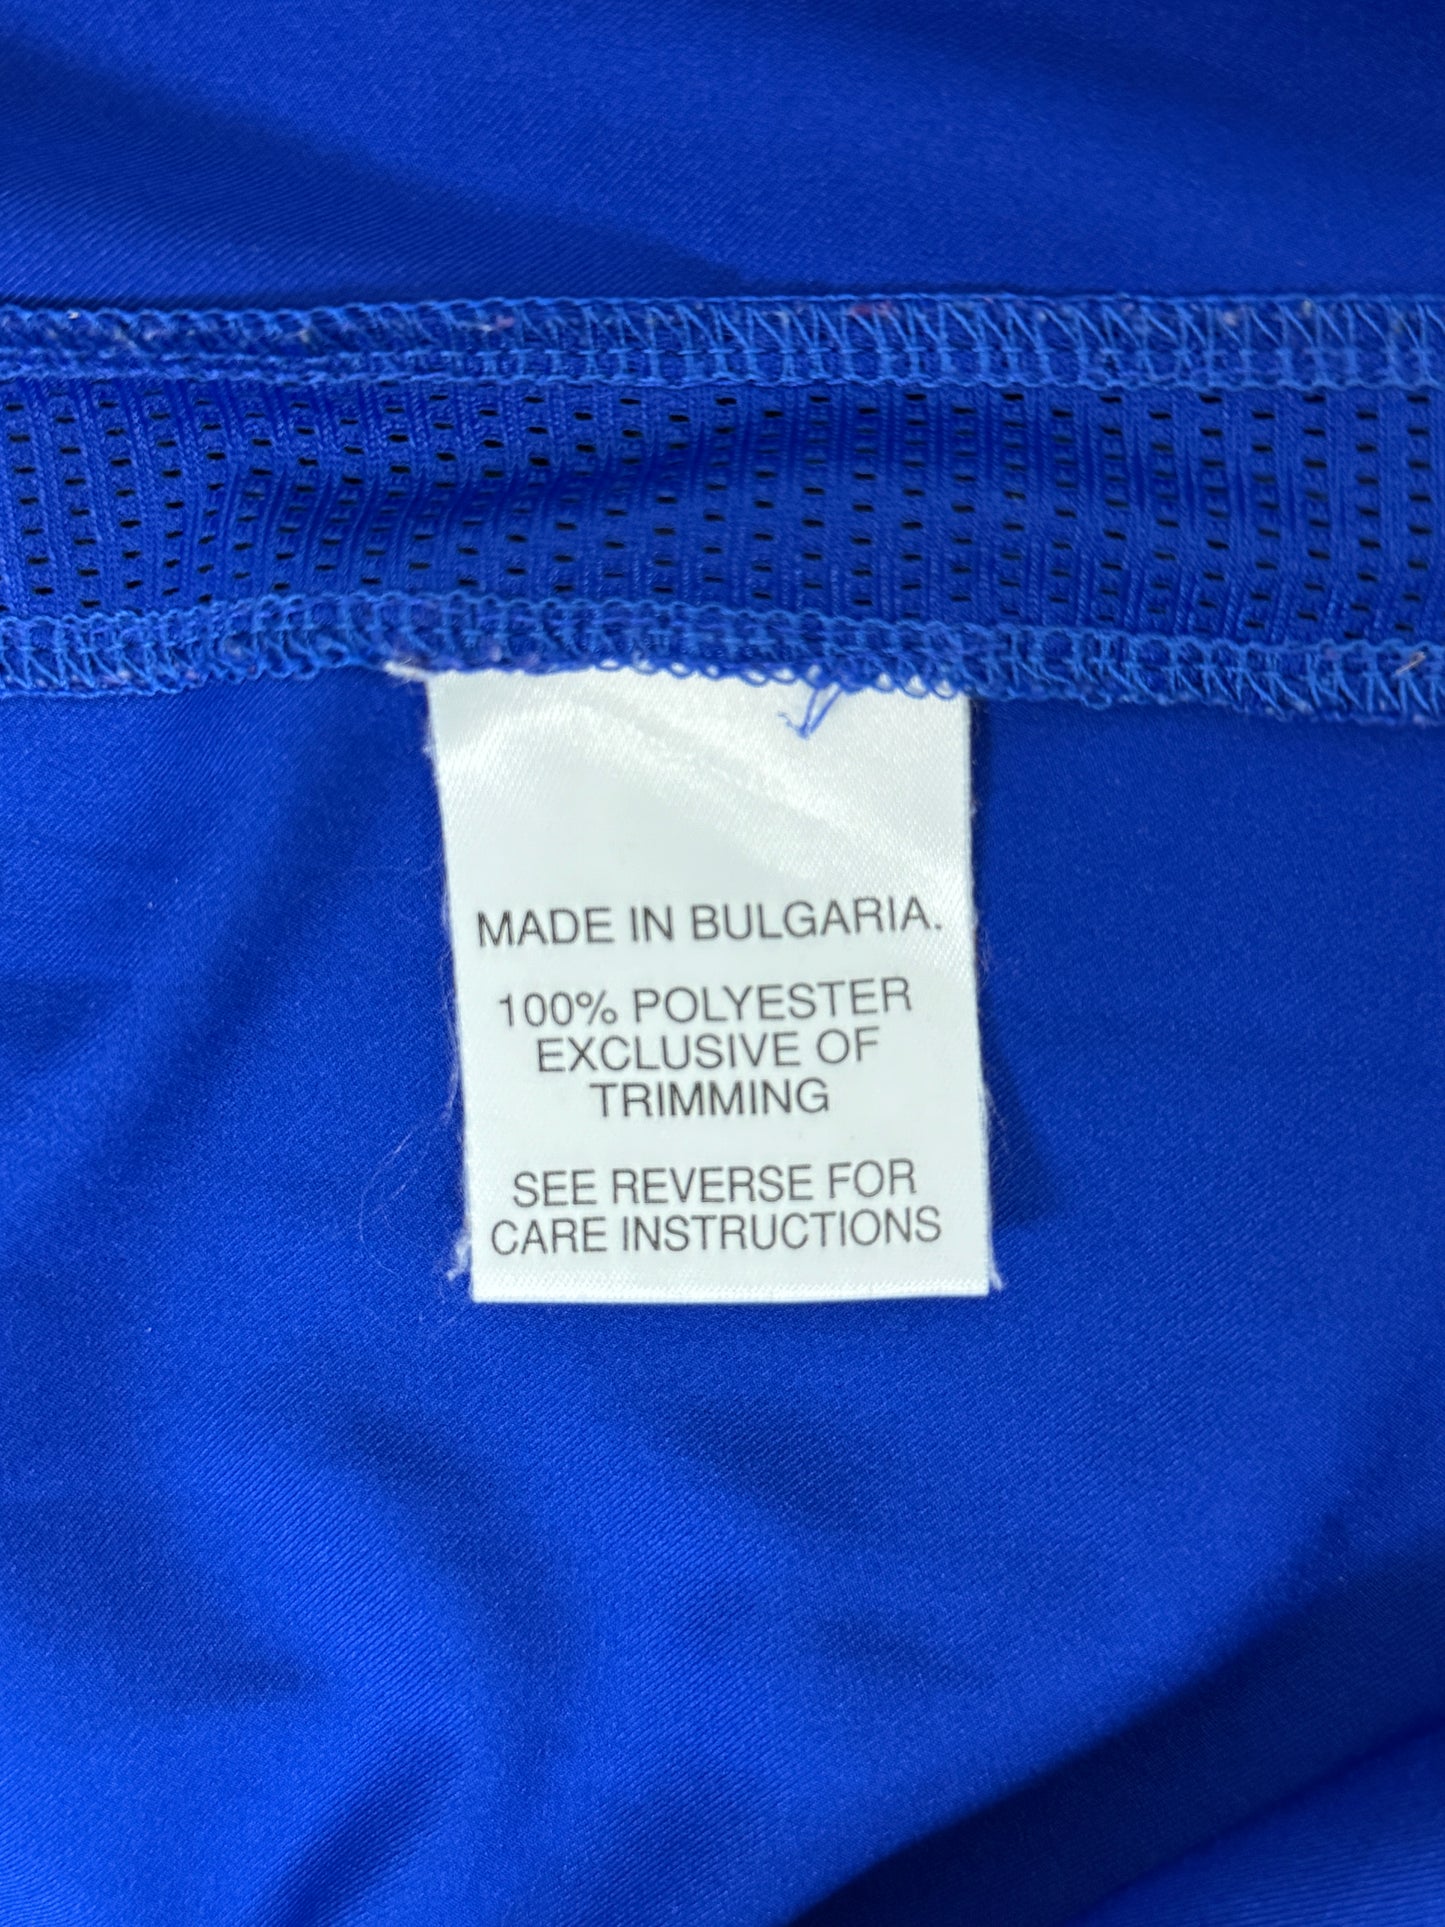 MADE IN BULGARIA.
100% POLYESTER
EXCLUSIVE OF
TRIMMING
SEE REVERSE FOR
CARE INSTRUCTIONS